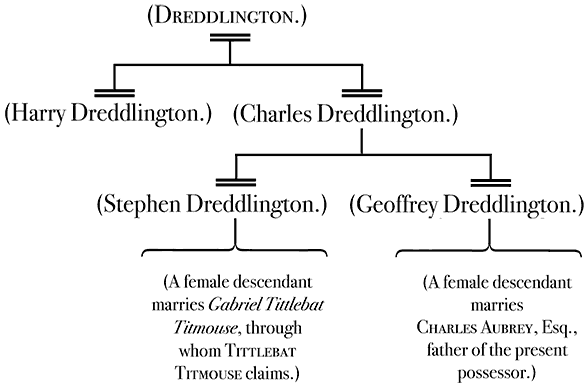 (DREDDLINGTON.)
(Harry Dreddlington.) (Charles Dreddlington.)
(Stephen Dreddlington.) (Geoffrey Dreddlington.)
(A female descendant
marries Gabriel Tittlebat
Titmouse, through
whom TITTLEBAT
TITMOUSE claims.)
(A female descendant
marries
CHARLES AUBREY, Esq.,
father of the present
possessor.)